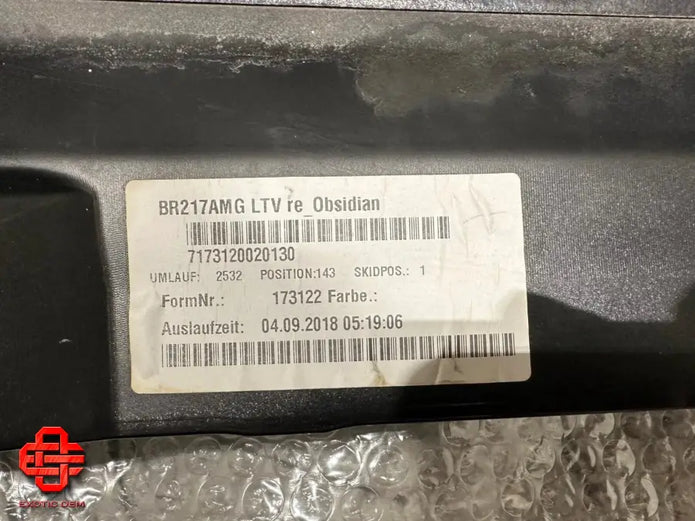 BR217AMG LTV re_Obsidian
7173120020130
UMLAUF: 2532 POSITION:143 SKIDPOS.: 1
FormNr.: 173122 Farbe.:
Auslaufzeit: 04.09.2018 05:19:06
EXOTIC OEM